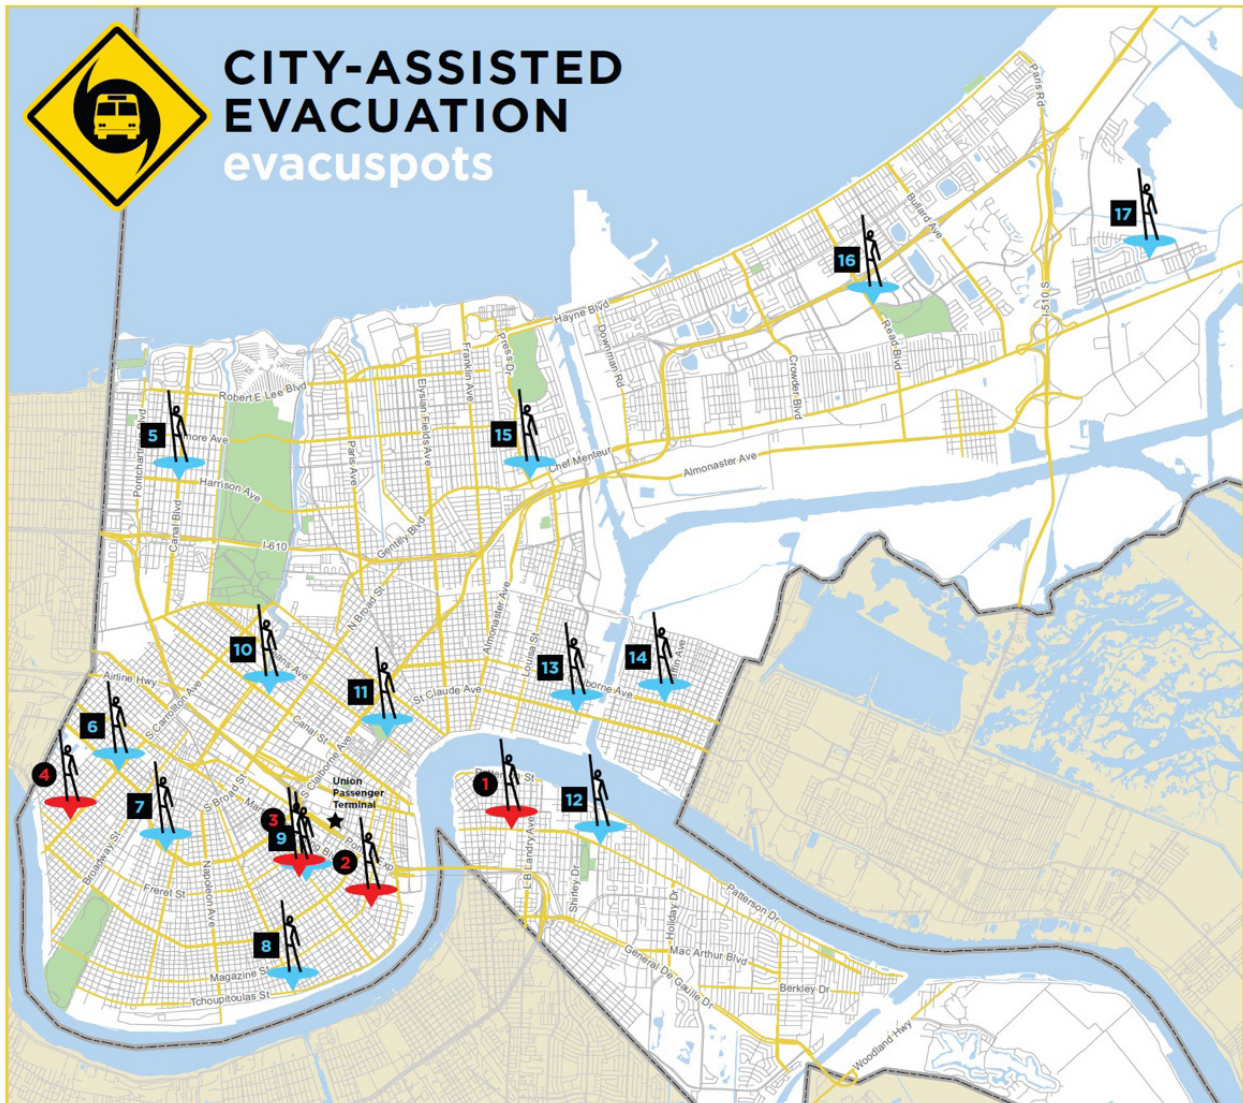 CITY-ASSISTED
EVACUATION
evacuspots
Paris Rd
17
Bullard Ave
16
I-510 S
Hayne Blvd
Downman Rd
Read Blvd
Crowder Blvd
Press Dr
Franklin Ave
Robert E Lee Blvd
Elysian Fields Ave
5
15
more Ave
Pontchartrain Blvd
Paris Ave
Chef Menteur
Almonaster Ave
Harrison Ave
Canal Blvd
Gentilly Blvd
I-610
N Broad St
Almonaster Ave
Louisa St
10
13
14
Airline Hwy
11
St Claude Ave
S Carrollton Ave
Canal St
6
S Claiborne Ave
4
Union
Passenger
Terminal
1
12
7
S Broad St
3
9
2
L B Landry Ave
Broadway St
Shirley Dr
Freret St
Napoleon Ave
Holiday Dr
Patterson Dr
8
Mac Arthur Blvd
General De Gaulle Dr
Magazine St
Berkley Dr
Tchoupitoulas St
Woodland Hwy